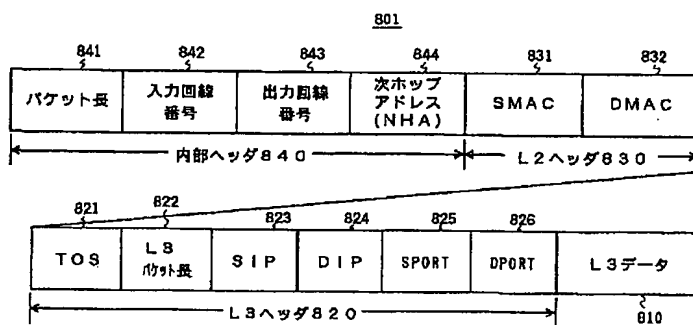 801
841 842 843 844 831 832
パケット長 入力回線番号 出力回線番号 次ホップアドレス(NHA) SMAC DMAC
内部ヘッダ840 L2ヘッダ830
821 822 823 824 825 826
TOS L3パケット長 SIP DIP SPORT DPORT L3データ
L3ヘッダ820 810